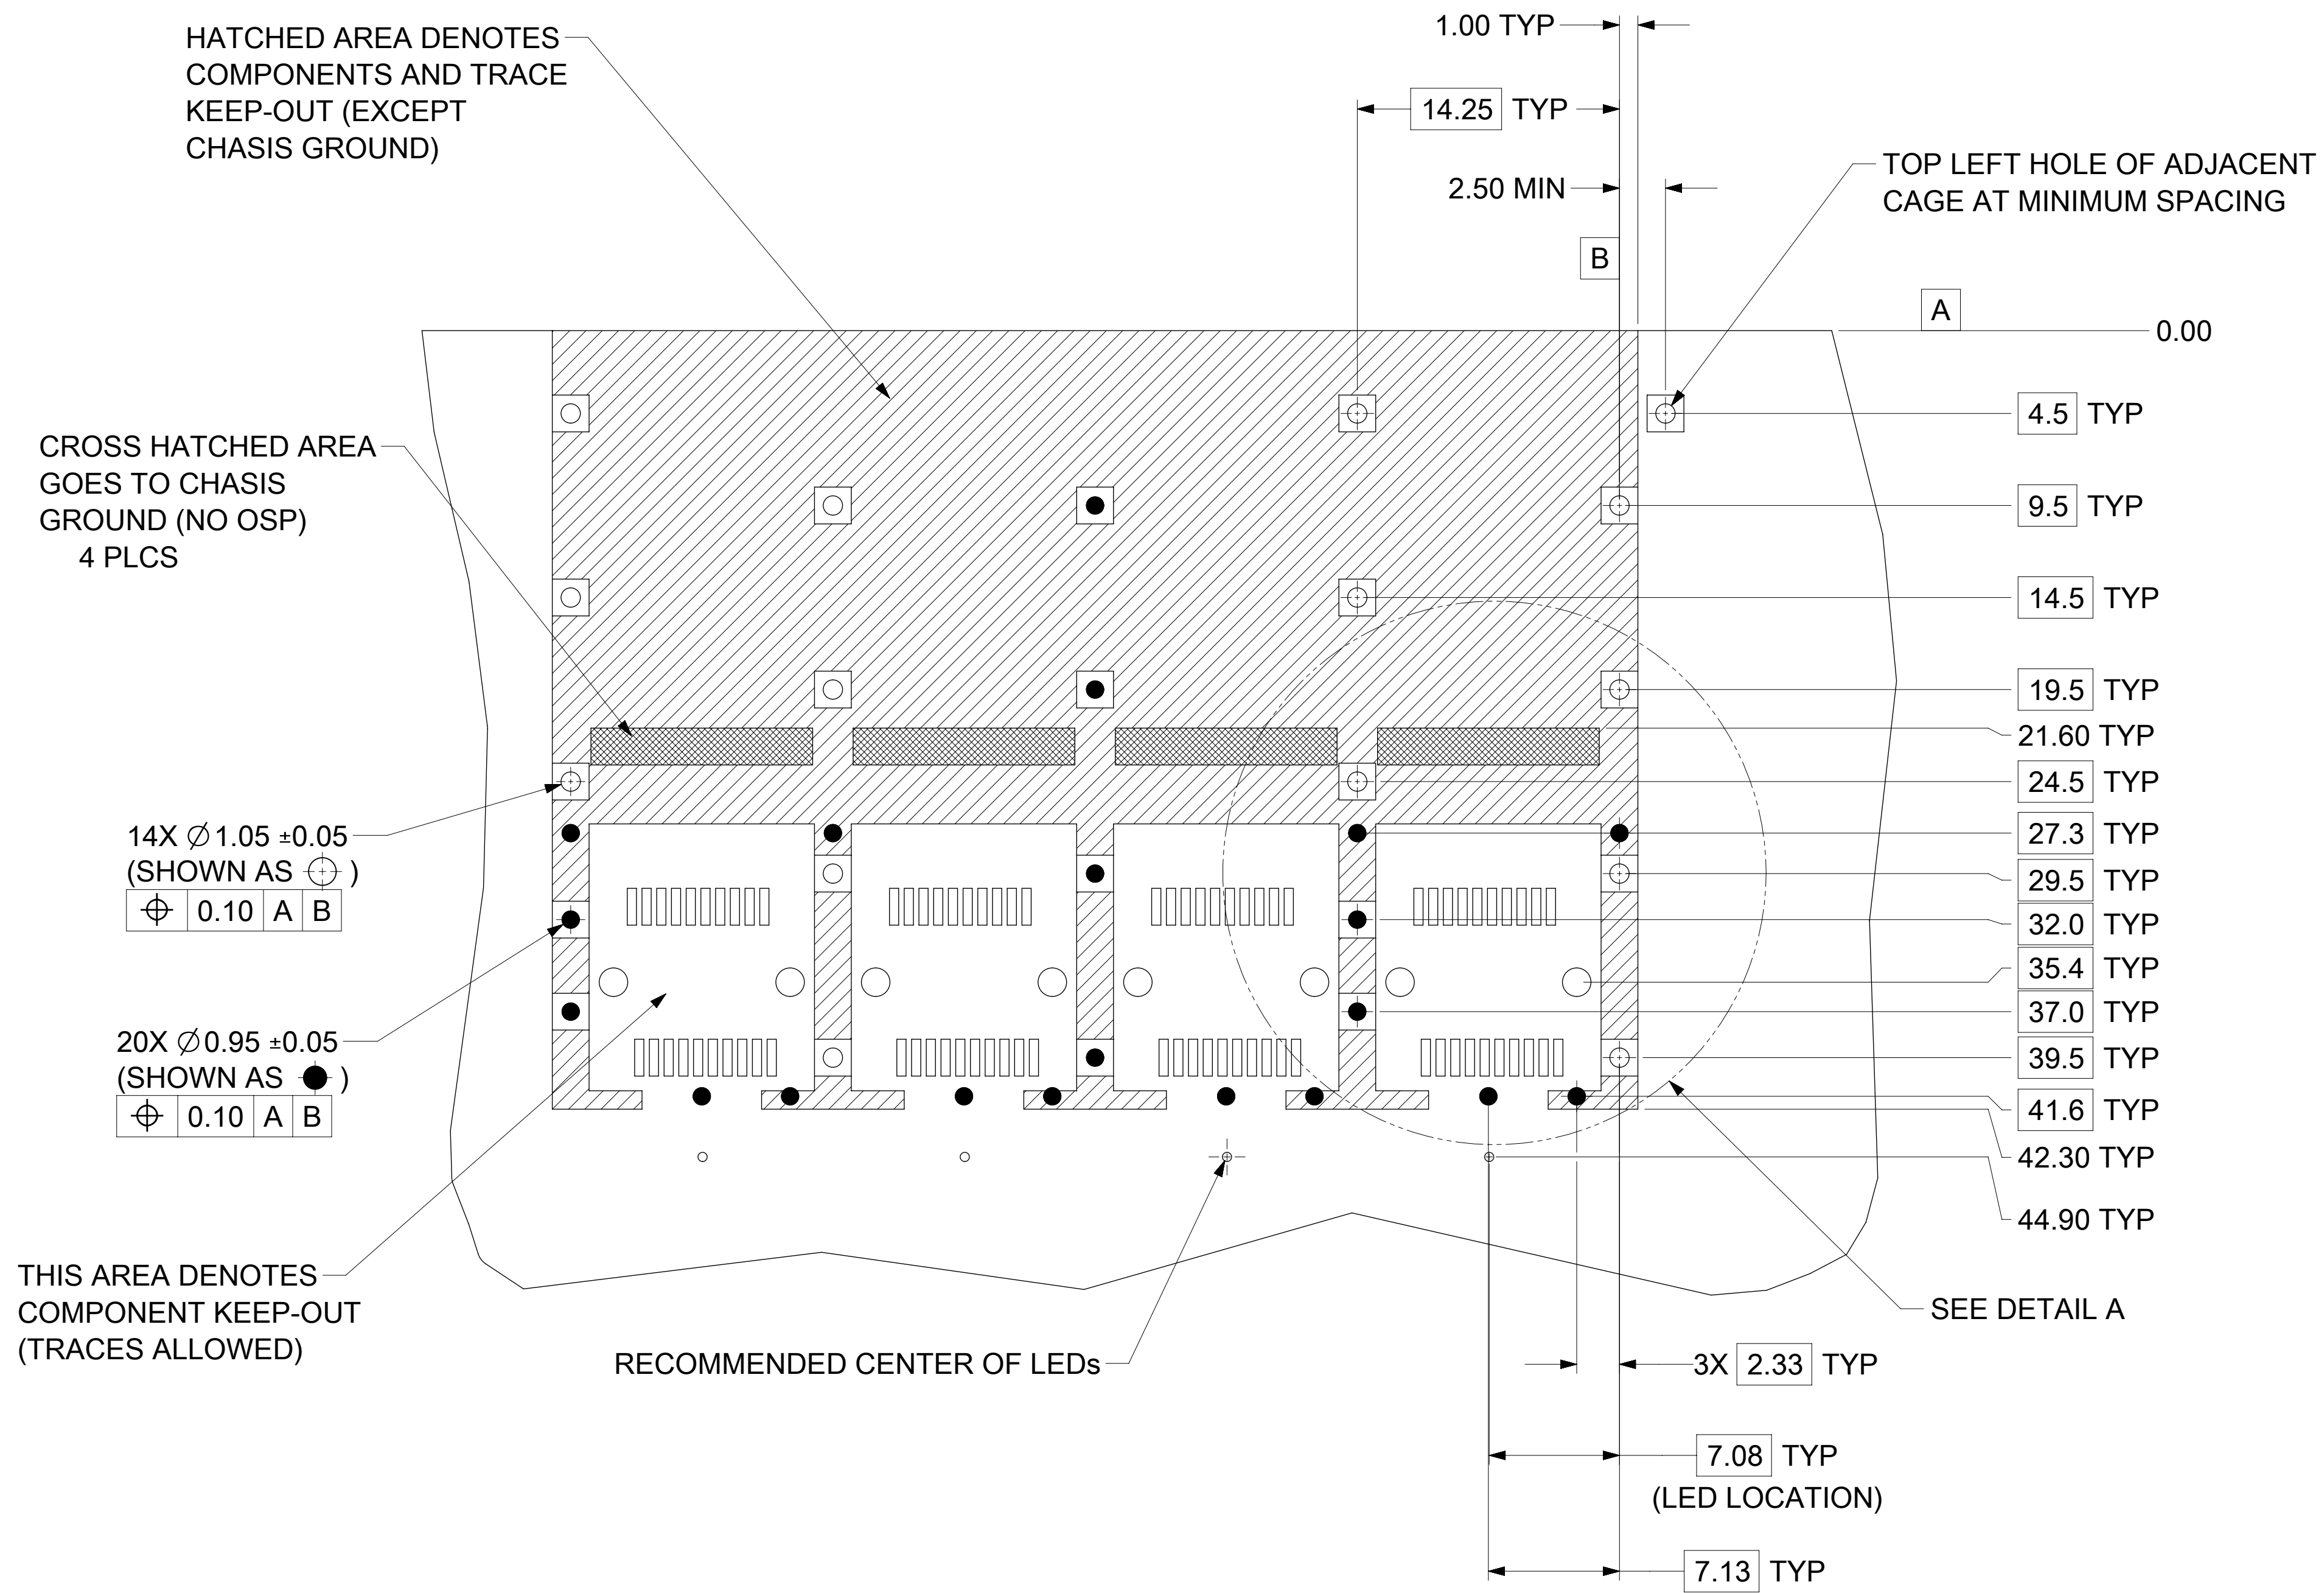 HATCHED AREA DENOTES
COMPONENTS AND TRACE
KEEP-OUT (EXCEPT
CHASIS GROUND)
1.00 TYP
14.25 TYP
2.50 MIN
TOP LEFT HOLE OF ADJACENT
CAGE AT MINIMUM SPACING
B
A
0.00
CROSS HATCHED AREA
GOES TO CHASIS
GROUND (NO OSP)
4 PLCS
4.5 TYP
9.5 TYP
14.5 TYP
19.5 TYP
21.60 TYP
24.5 TYP
27.3 TYP
29.5 TYP
32.0 TYP
35.4 TYP
37.0 TYP
39.5 TYP
41.6 TYP
42.30 TYP
44.90 TYP
14X ∅1.05 ±0.05
(SHOWN AS ⌖)
⌖ 0.10 A B
20X ∅0.95 ±0.05
(SHOWN AS ●)
⌖ 0.10 A B
THIS AREA DENOTES
COMPONENT KEEP-OUT
(TRACES ALLOWED)
RECOMMENDED CENTER OF LEDs
SEE DETAIL A
3X 2.33 TYP
7.08 TYP
(LED LOCATION)
7.13 TYP